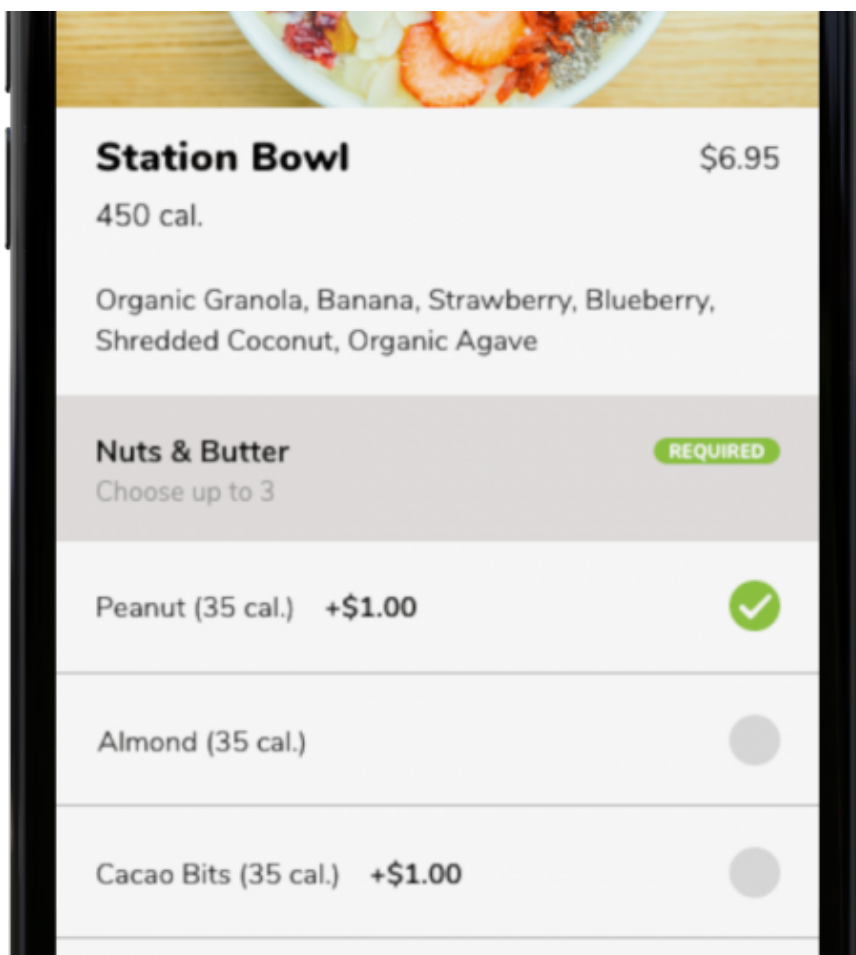 Station Bowl $6.95
450 cal.
Organic Granola, Banana, Strawberry, Blueberry,
Shredded Coconut, Organic Agave
Nuts & Butter REQUIRED
Choose up to 3
Peanut (35 cal.) +$1.00
Almond (35 cal.)
Cacao Bits (35 cal.) +$1.00